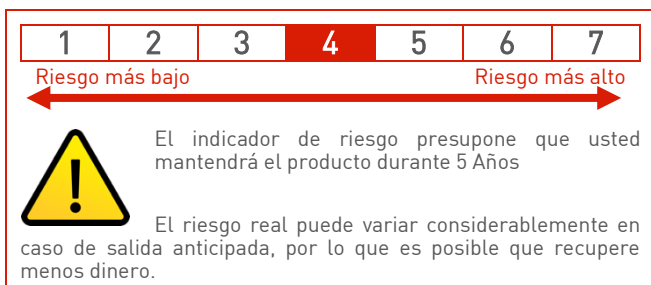 1 2 3 4 5 6 7
Riesgo más bajo Riesgo más alto
El indicador de riesgo presupone que usted
mantendrá el producto durante 5 Años
El riesgo real puede variar considerablemente en
caso de salida anticipada, por lo que es posible que recupere
menos dinero.